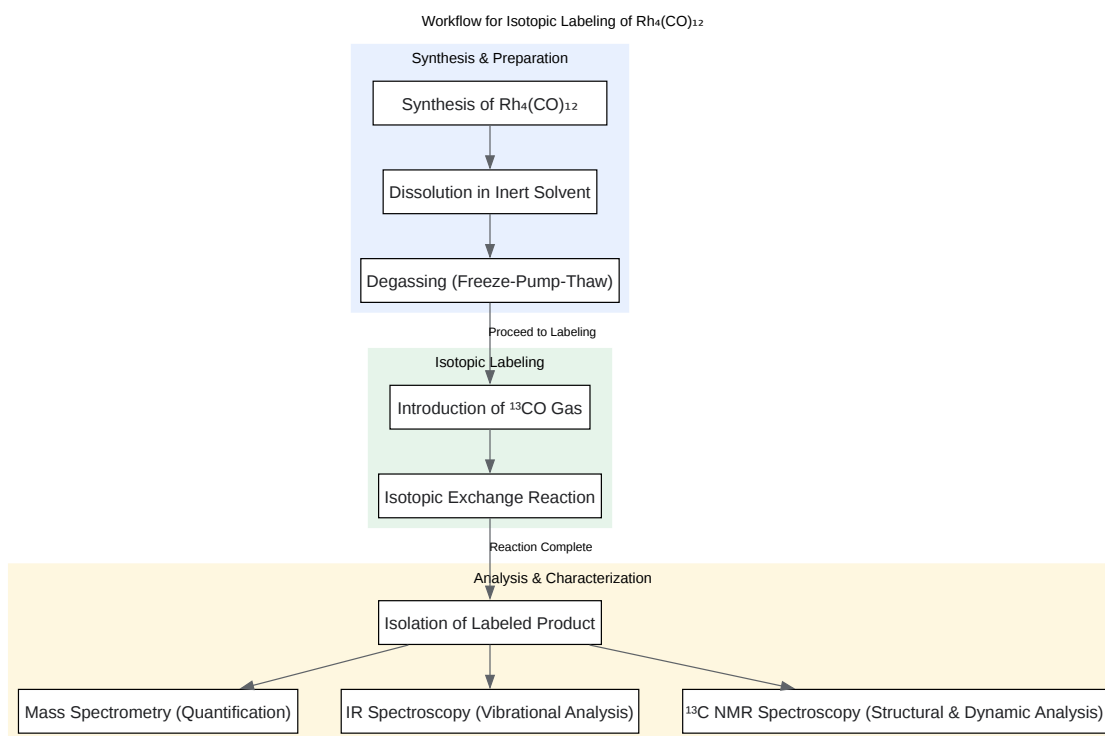 Workflow for Isotopic Labeling of Rh₄(CO)₁₂
Synthesis & Preparation
Synthesis of Rh₄(CO)₁₂
Dissolution in Inert Solvent
Degassing (Freeze-Pump-Thaw)
Proceed to Labeling
Isotopic Labeling
Introduction of ¹³CO Gas
Isotopic Exchange Reaction
Reaction Complete
Analysis & Characterization
Isolation of Labeled Product
Mass Spectrometry (Quantification)
IR Spectroscopy (Vibrational Analysis)
¹³C NMR Spectroscopy (Structural & Dynamic Analysis)